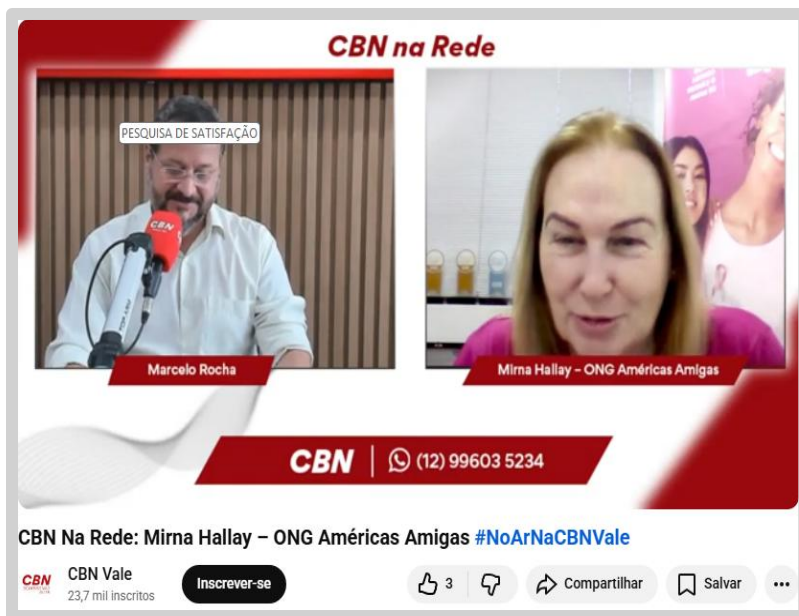 CBN na Rede
PESQUISA DE SATISFAÇÃO
CBN
Marcelo Rocha
Mirna Hallay – ONG Américas Amigas
CBN (12) 99603 5234
CBN Na Rede: Mirna Hallay – ONG Américas Amigas #NoArNaCBNVale
CBN
CBN Vale
23,7 mil inscritos
Inscrever-se
3
Compartilhar
Salvar